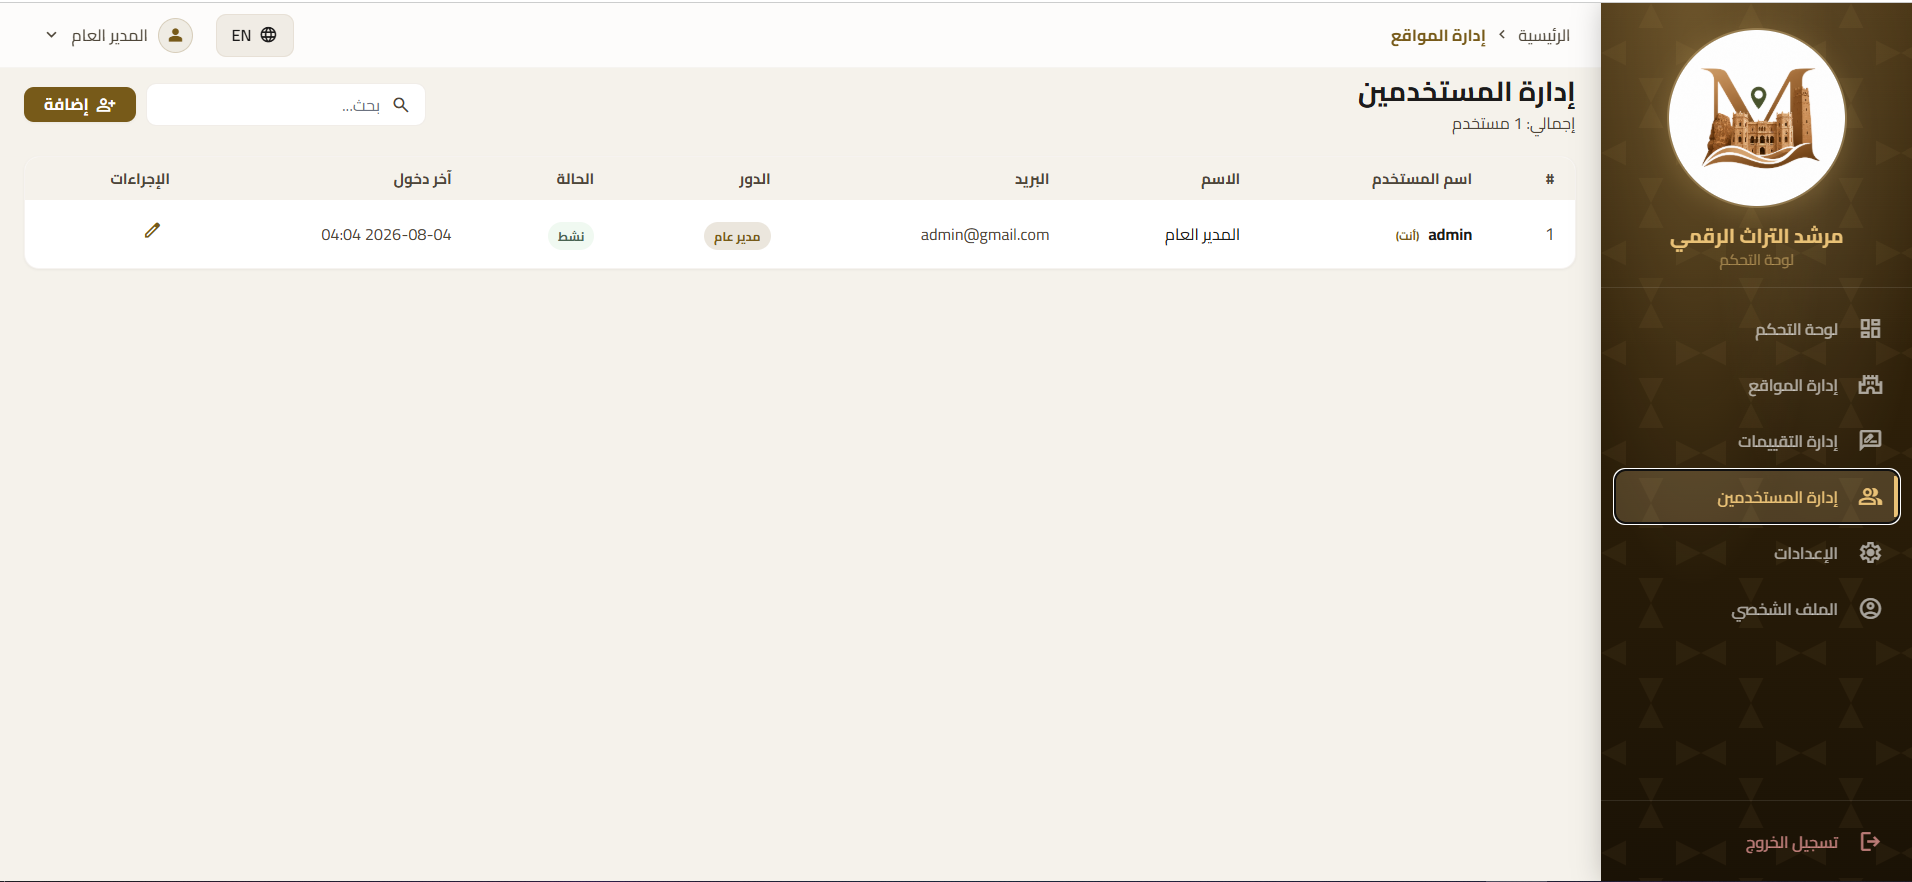 الرئيسية › إدارة المواقع
EN
المدير العام
مرشد التراث الرقمي
لوحة التحكم
لوحة التحكم
إدارة المواقع
إدارة التقييمات
إدارة المستخدمين
الإعدادات
الملف الشخصي
تسجيل الخروج
إدارة المستخدمين
إجمالي: 1 مستخدم
بحث...
إضافة
# اسم المستخدم الاسم البريد الدور الحالة آخر دخول الإجراءات
1 admin (أنت) المدير العام admin@gmail.com مدير عام نشط 2026-08-04 04:04